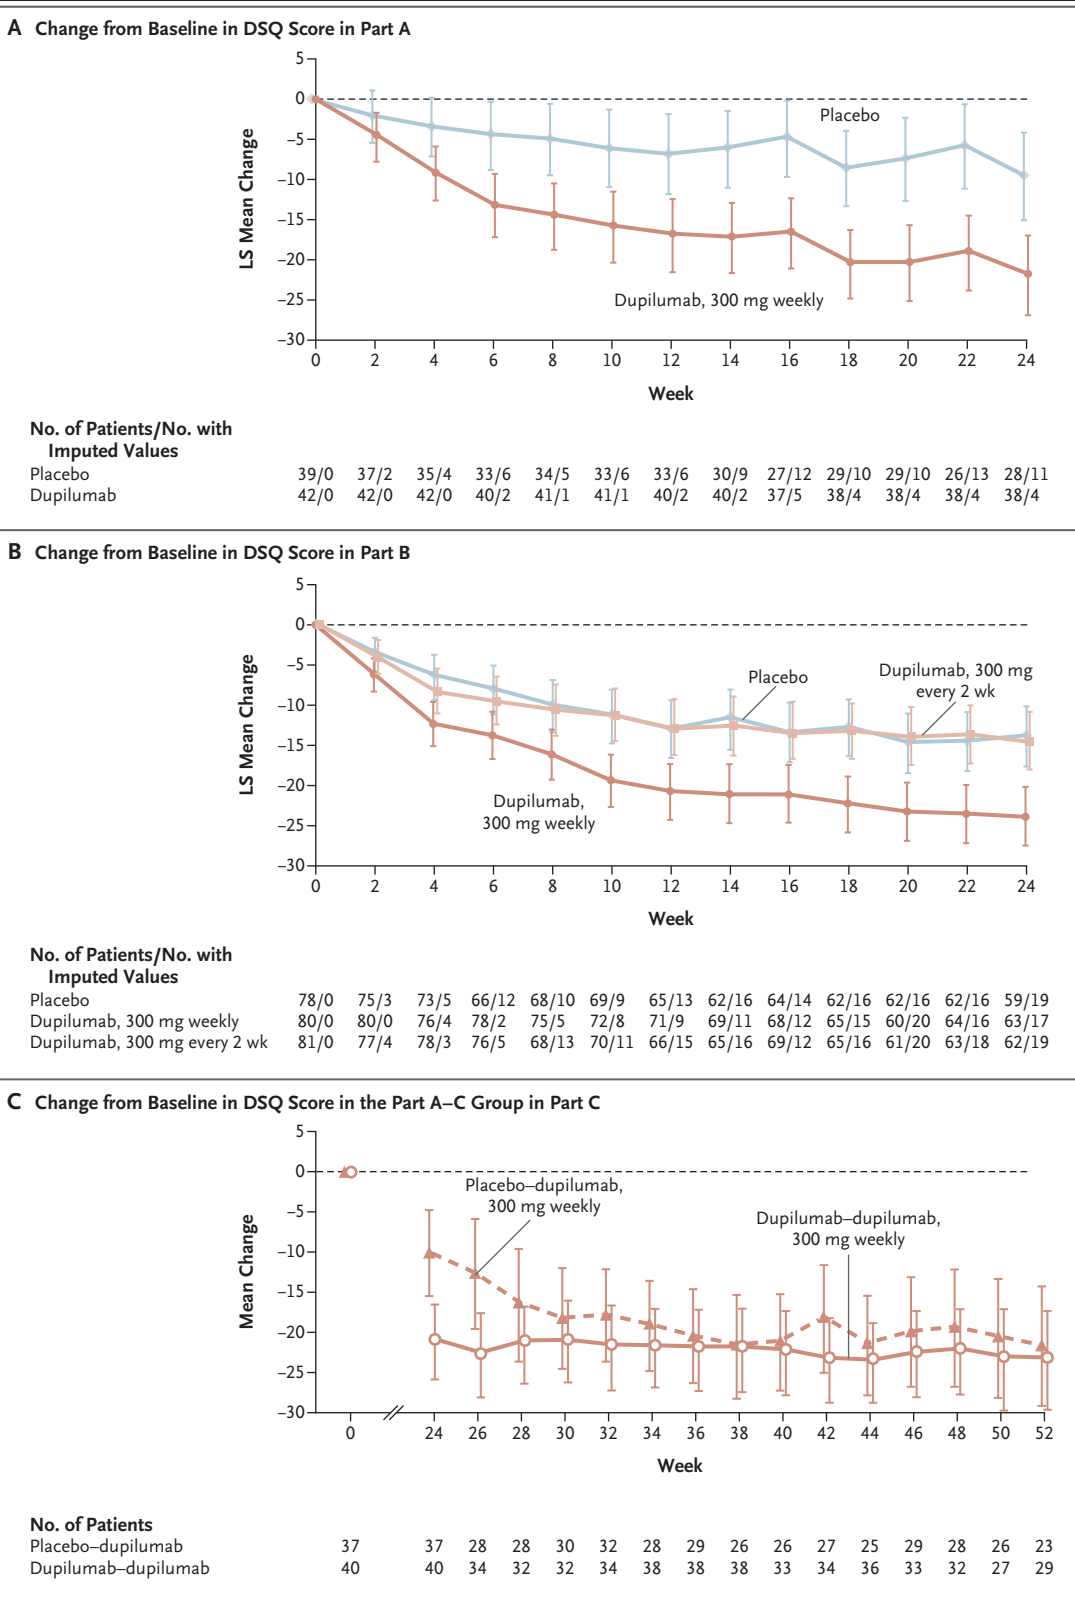 A Change from Baseline in DSQ Score in Part A
5
0
–5
–10
–15
–20
–25
–30
LS Mean Change
Placebo
Dupilumab, 300 mg weekly
0 2 4 6 8 10 12 14 16 18 20 22 24
Week
No. of Patients/No. with
Imputed Values
Placebo 39/0 37/2 35/4 33/6 34/5 33/6 33/6 30/9 27/12 29/10 29/10 26/13 28/11
Dupilumab 42/0 42/0 42/0 40/2 41/1 41/1 40/2 40/2 37/5 38/4 38/4 38/4 38/4
B Change from Baseline in DSQ Score in Part B
5
0
–5
–10
–15
–20
–25
–30
LS Mean Change
Placebo
Dupilumab, 300 mg
every 2 wk
Dupilumab,
300 mg weekly
0 2 4 6 8 10 12 14 16 18 20 22 24
Week
No. of Patients/No. with
Imputed Values
Placebo 78/0 75/3 73/5 66/12 68/10 69/9 65/13 62/16 64/14 62/16 62/16 62/16 59/19
Dupilumab, 300 mg weekly 80/0 80/0 76/4 78/2 75/5 72/8 71/9 69/11 68/12 65/15 60/20 64/16 63/17
Dupilumab, 300 mg every 2 wk 81/0 77/4 78/3 76/5 68/13 70/11 66/15 65/16 69/12 65/16 61/20 63/18 62/19
C Change from Baseline in DSQ Score in the Part A–C Group in Part C
5
0
–5
–10
–15
–20
–25
–30
Mean Change
Placebo–dupilumab,
300 mg weekly
Dupilumab–dupilumab,
300 mg weekly
0 24 26 28 30 32 34 36 38 40 42 44 46 48 50 52
Week
No. of Patients
Placebo–dupilumab 37 37 28 28 30 32 28 29 26 26 27 25 29 28 26 23
Dupilumab–dupilumab 40 40 34 32 32 34 38 38 38 33 34 36 33 32 27 29